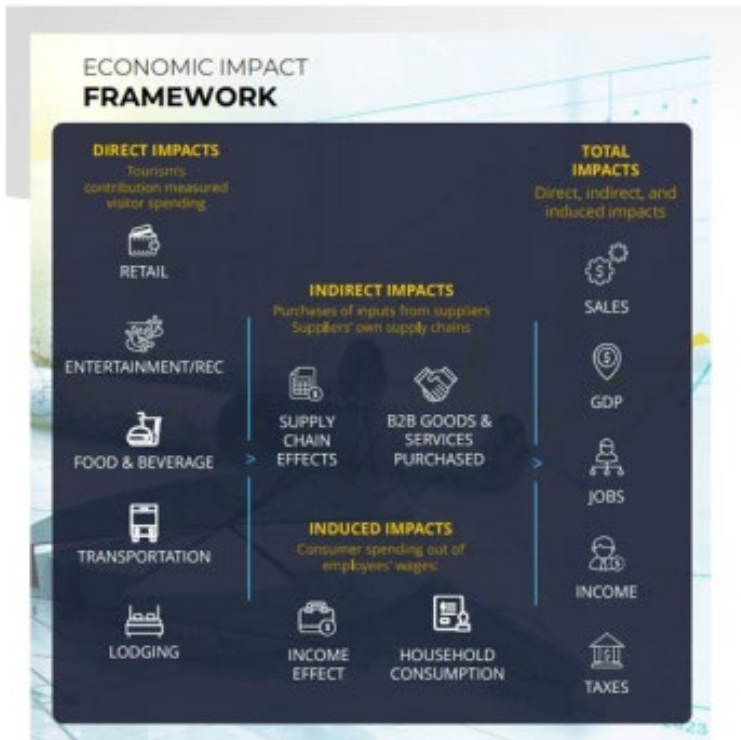 ECONOMIC IMPACT
FRAMEWORK
DIRECT IMPACTS
Tourism's
contribution measured
visitor spending
RETAIL
ENTERTAINMENT/REC
FOOD & BEVERAGE
TRANSPORTATION
LODGING
INDIRECT IMPACTS
Purchases of inputs from suppliers
Suppliers' own supply chains
SUPPLY
CHAIN
EFFECTS
B2B GOODS &
SERVICES
PURCHASED
INDUCED IMPACTS
Consumer spending out of
employees' wages:
INCOME
EFFECT
HOUSEHOLD
CONSUMPTION
TOTAL
IMPACTS
Direct, indirect, and
induced impacts
SALES
GDP
JOBS
INCOME
TAXES
2023